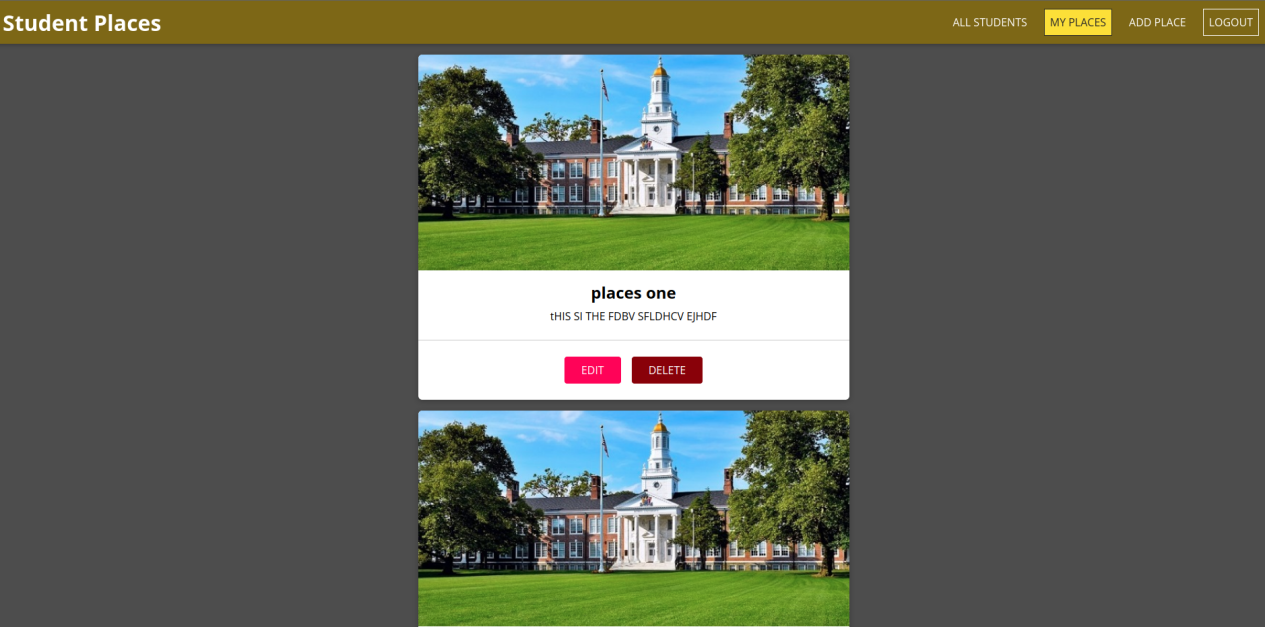 Student Places
ALL STUDENTS
MY PLACES
ADD PLACE
LOGOUT
places one
tHIS SI THE FDBV SFLDHCV EJHDF
EDIT
DELETE